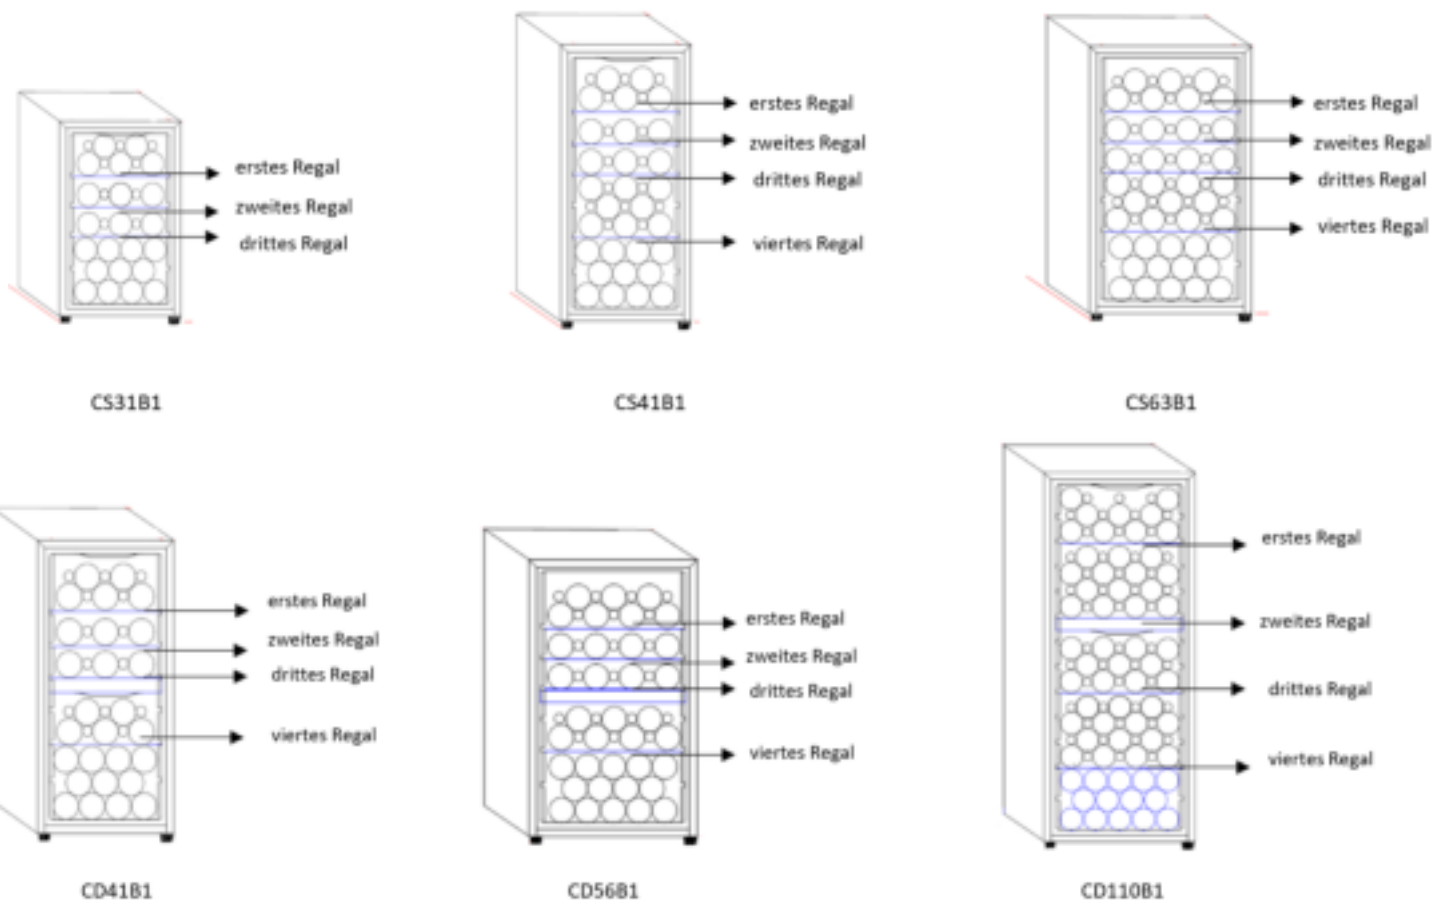 erstes Regal
zweites Regal
drittes Regal
CS31B1
erstes Regal
zweites Regal
drittes Regal
viertes Regal
CS41B1
erstes Regal
zweites Regal
drittes Regal
viertes Regal
CS63B1
erstes Regal
zweites Regal
drittes Regal
viertes Regal
CD41B1
erstes Regal
zweites Regal
drittes Regal
viertes Regal
CD56B1
erstes Regal
zweites Regal
drittes Regal
viertes Regal
CD110B1